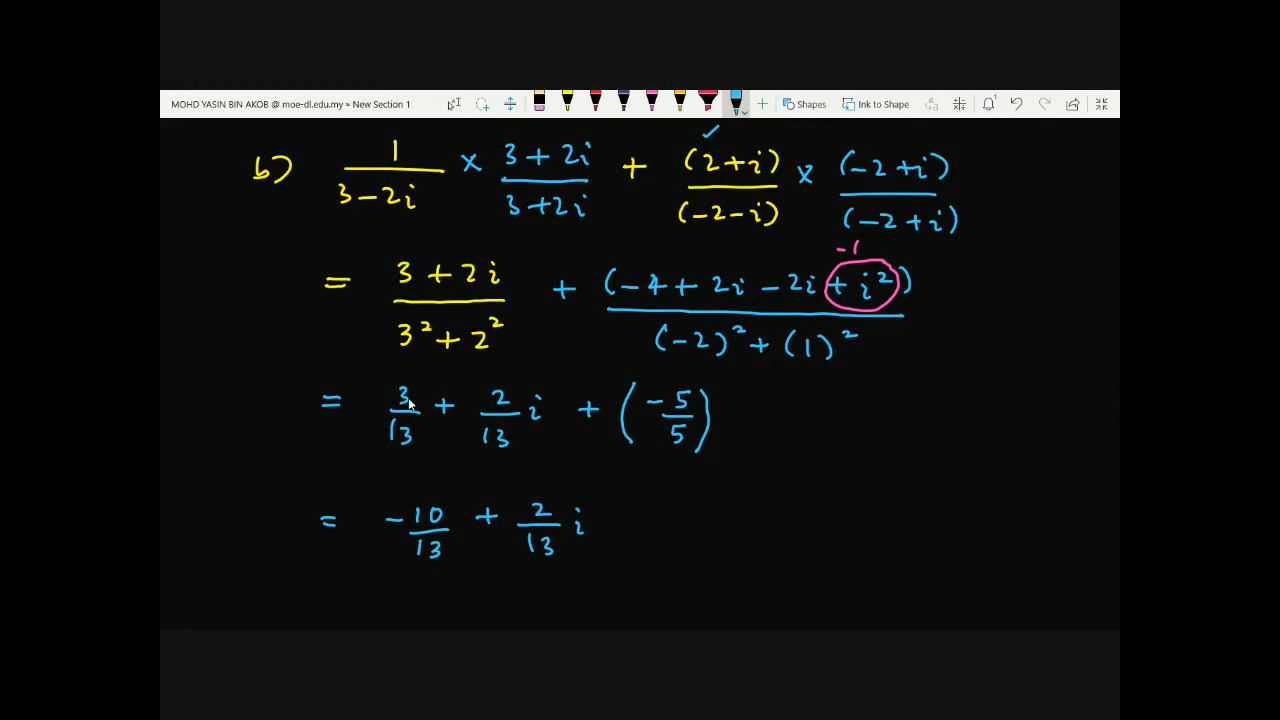 MOHD YASIN BIN AKOB @ moe-dl.edu.my » New Section 1 Shapes Ink to Shape
b) 1/(3-2i) × (3+2i)/(3+2i) + (2+i)/(-2-i) × (-2+i)/(-2+i)
-1
= (3+2i)/(3²+2²) + (-4+2i-2i+i²)/((-2)²+(1)²)
= 3/13 + 2/13 i + (-5/5)
= -10/13 + 2/13 i